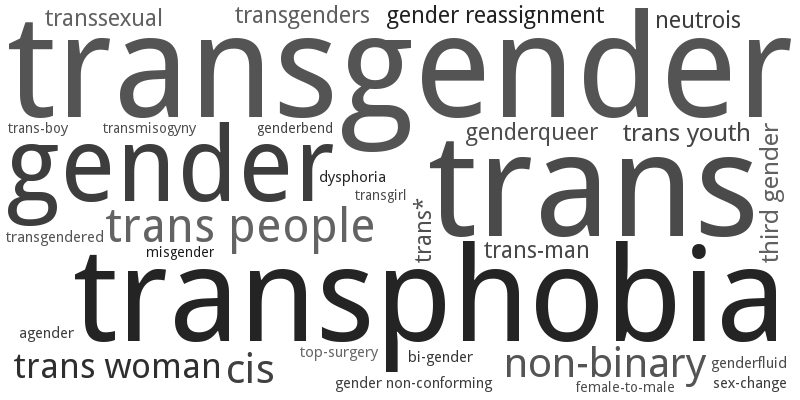 transsexual
transgenders
gender reassignment
neutrois
transgender
trans-boy
transmisogyny
genderbend
genderqueer
trans youth
gender
dysphoria
transgirl
trans
third gender
trans*
transgendered
trans people
misgender
trans-man
transphobia
agender
top-surgery
bi-gender
trans woman
cis
non-binary
genderfluid
gender non-conforming
female-to-male
sex-change